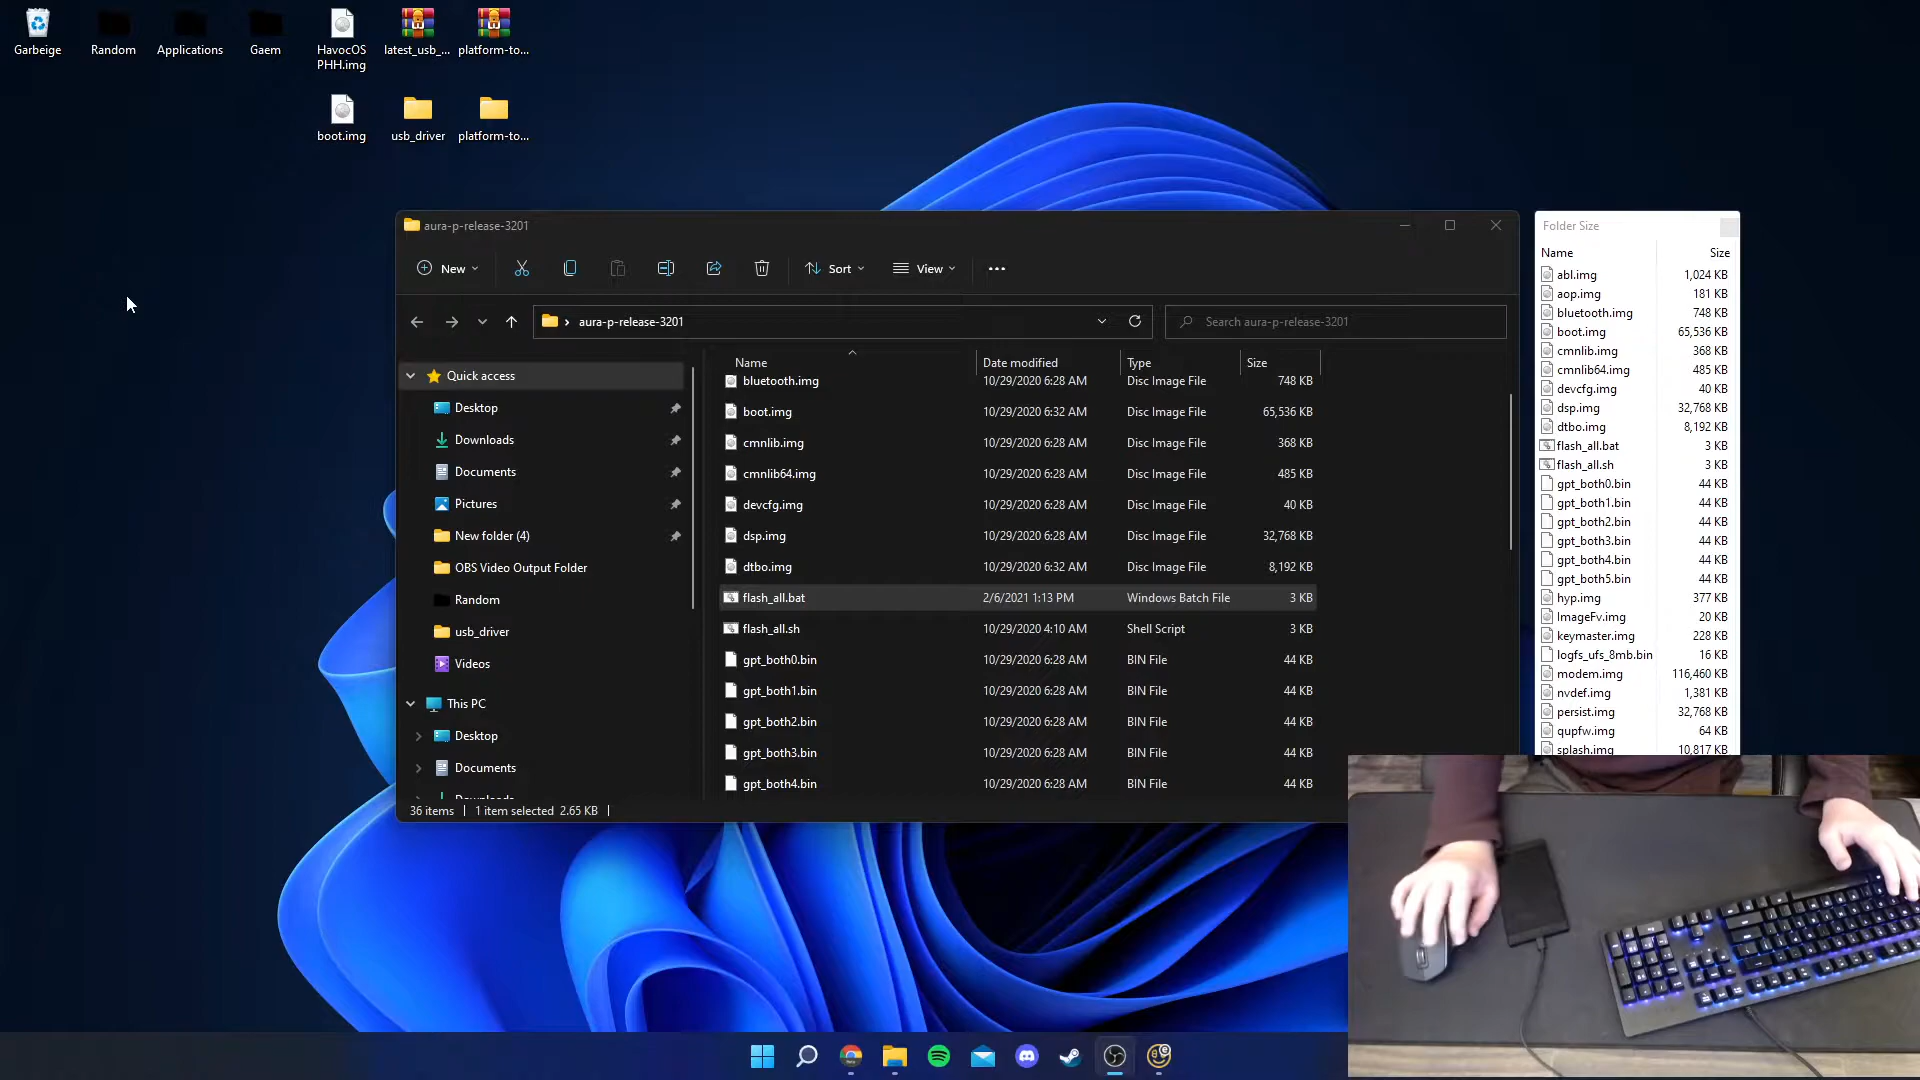 Garbeige
Random
Applications
Gaem
HavocOS
PHH.img
latest_usb_...
platform-to...
boot.img
usb_driver
platform-to...
aura-p-release-3201
New
Sort
View
aura-p-release-3201
Search aura-p-release-3201
Quick access
Desktop
Downloads
Documents
Pictures
New folder (4)
OBS Video Output Folder
Random
usb_driver
Videos
This PC
Desktop
Documents
Downloads
Name Date modified Type Size
bluetooth.img 10/29/2020 6:28 AM Disc Image File 748 KB
boot.img 10/29/2020 6:32 AM Disc Image File 65,536 KB
cmnlib.img 10/29/2020 6:28 AM Disc Image File 368 KB
cmnlib64.img 10/29/2020 6:28 AM Disc Image File 485 KB
devcfg.img 10/29/2020 6:28 AM Disc Image File 40 KB
dsp.img 10/29/2020 6:28 AM Disc Image File 32,768 KB
dtbo.img 10/29/2020 6:32 AM Disc Image File 8,192 KB
flash_all.bat 2/6/2021 1:13 PM Windows Batch File 3 KB
flash_all.sh 10/29/2020 4:10 AM Shell Script 3 KB
gpt_both0.bin 10/29/2020 6:28 AM BIN File 44 KB
gpt_both1.bin 10/29/2020 6:28 AM BIN File 44 KB
gpt_both2.bin 10/29/2020 6:28 AM BIN File 44 KB
gpt_both3.bin 10/29/2020 6:28 AM BIN File 44 KB
gpt_both4.bin 10/29/2020 6:28 AM BIN File 44 KB
36 items 1 item selected 2.65 KB
Folder Size
Name Size
abl.img 1,024 KB
aop.img 181 KB
bluetooth.img 748 KB
boot.img 65,536 KB
cmnlib.img 368 KB
cmnlib64.img 485 KB
devcfg.img 40 KB
dsp.img 32,768 KB
dtbo.img 8,192 KB
flash_all.bat 3 KB
flash_all.sh 3 KB
gpt_both0.bin 44 KB
gpt_both1.bin 44 KB
gpt_both2.bin 44 KB
gpt_both3.bin 44 KB
gpt_both4.bin 44 KB
gpt_both5.bin 44 KB
hyp.img 377 KB
ImageFv.img 20 KB
keymaster.img 228 KB
logfs_ufs_8mb.bin 16 KB
modem.img 116,460 KB
nvdef.img 1,381 KB
persist.img 32,768 KB
qupfw.img 64 KB
splash.img 10,817 KB